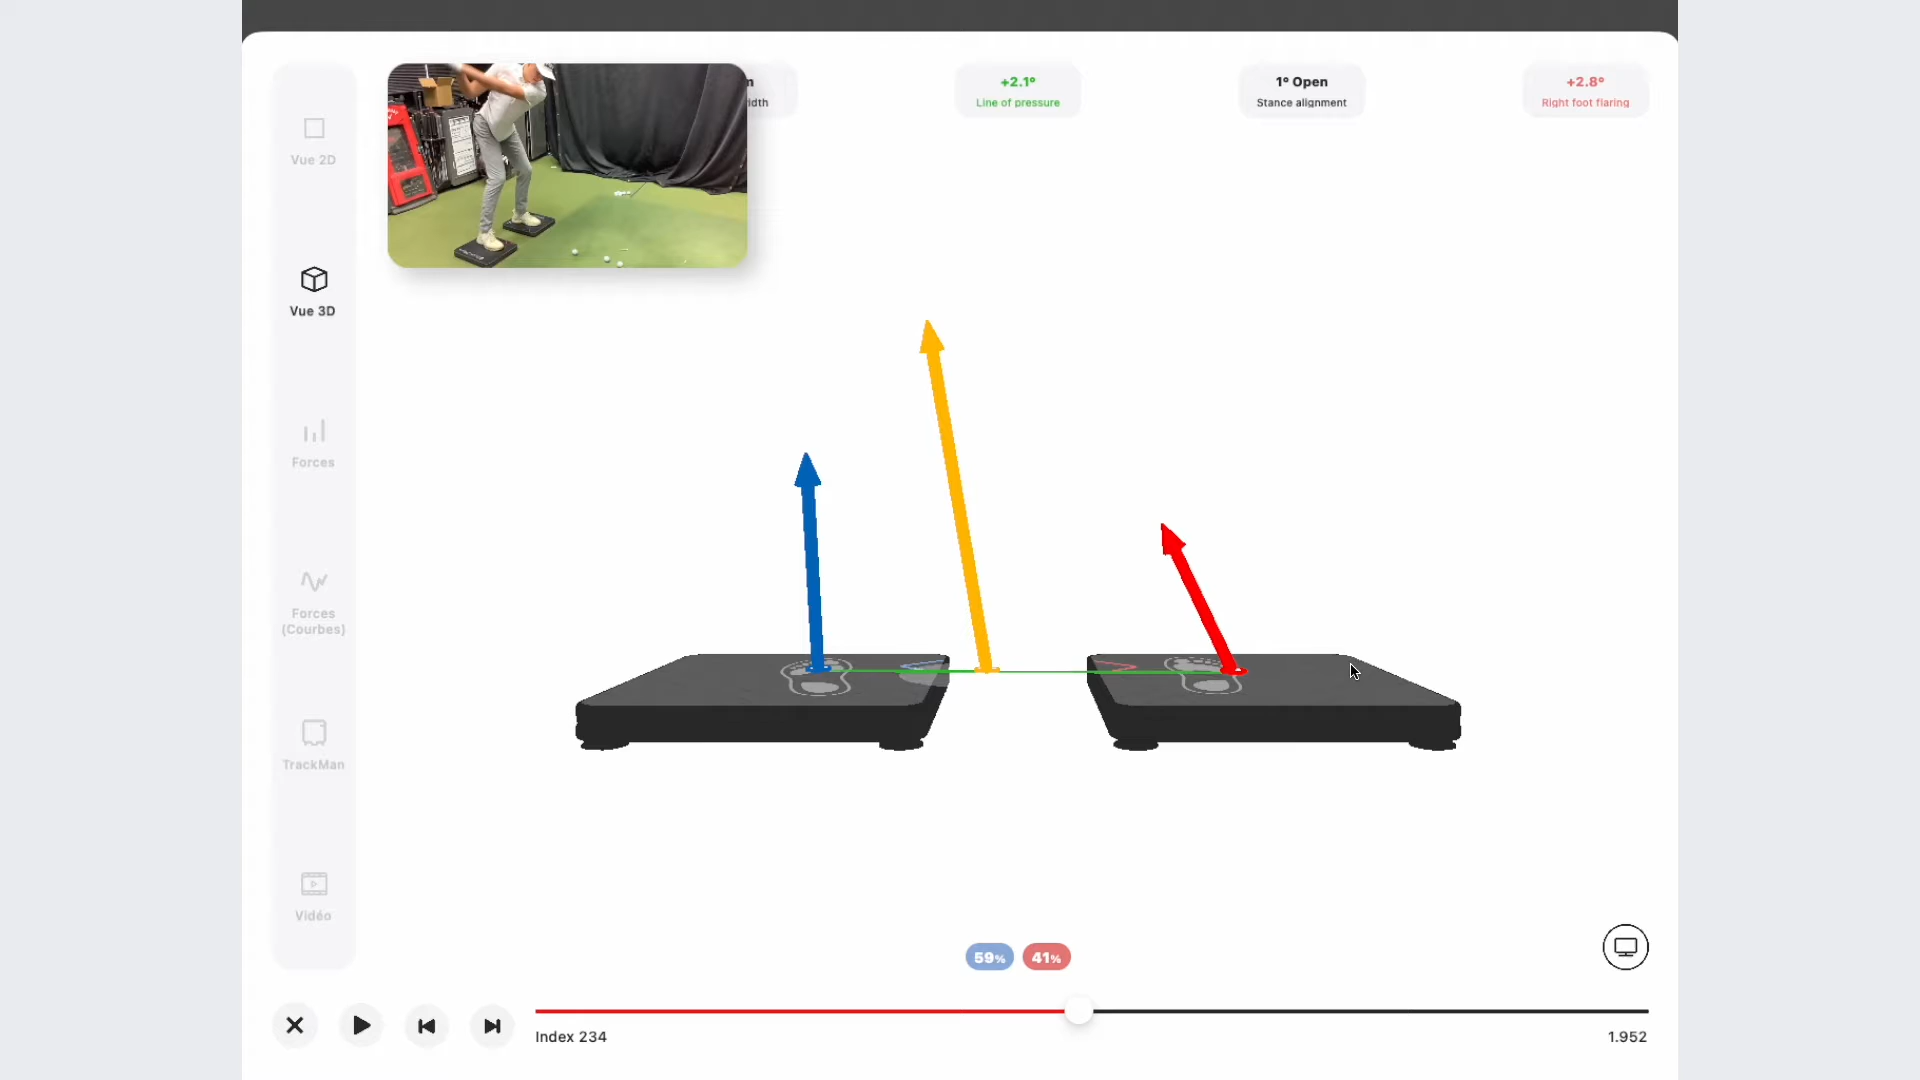 +2.1°
1° Open
+2.8°
Line of pressure
Stance alignment
Right foot flaring
Vue 2D
Vue 3D
Forces
Forces
(Courbes)
TrackMan
Vidéo
59%
41%
Index 234
1.952